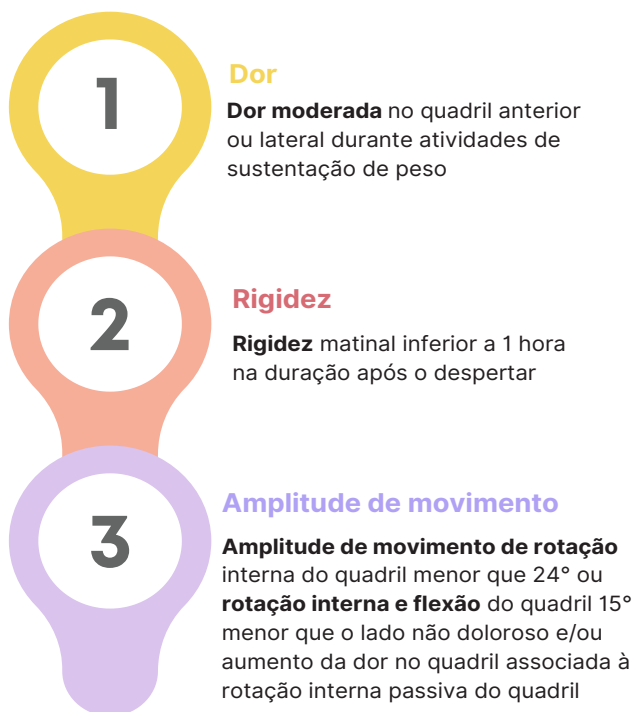 1
Dor
Dor moderada no quadril anterior
ou lateral durante atividades de
sustentação de peso
2
Rigidez
Rigidez matinal inferior a 1 hora
na duração após o despertar
3
Amplitude de movimento
Amplitude de movimento de rotação
interna do quadril menor que 24° ou
rotação interna e flexão do quadril 15°
menor que o lado não doloroso e/ou
aumento da dor no quadril associada à
rotação interna passiva do quadril